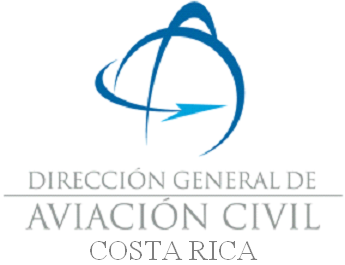 DIRECCIÓN GENERAL DE
AVIACIÓN CIVIL
COSTA RICA